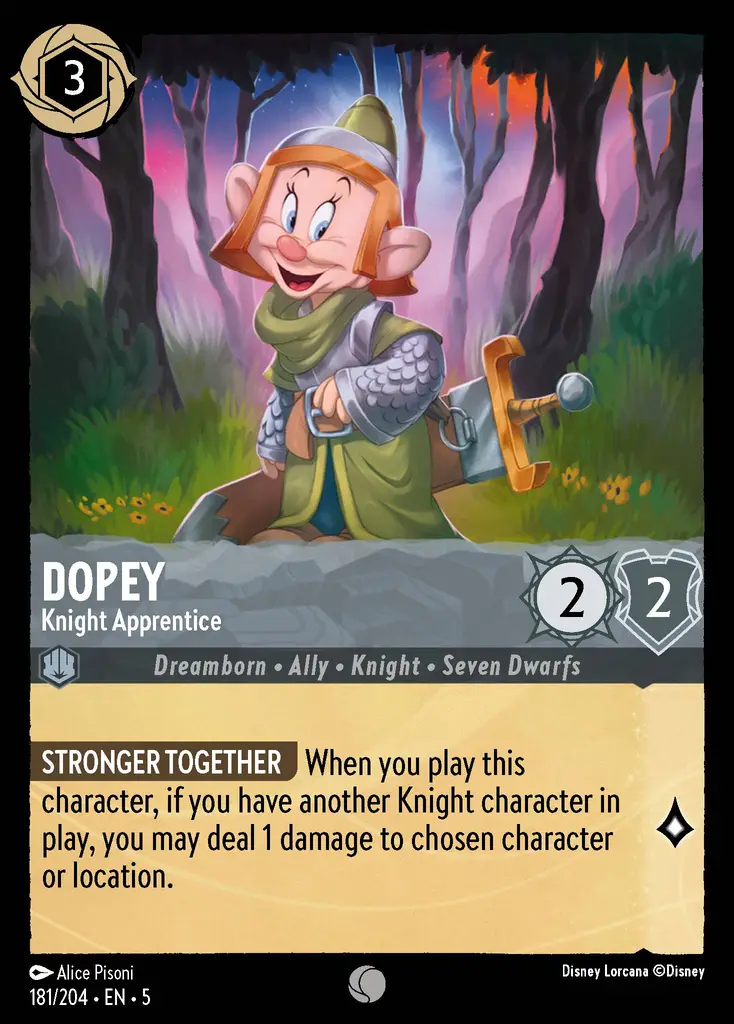 3
DOPEY
Knight Apprentice
2
2
Dreamborn • Ally • Knight • Seven Dwarfs
STRONGER TOGETHER When you play this
character, if you have another Knight character in
play, you may deal 1 damage to chosen character
or location.
Alice Pisoni
Disney Lorcana ©Disney
181/204 • EN • 5